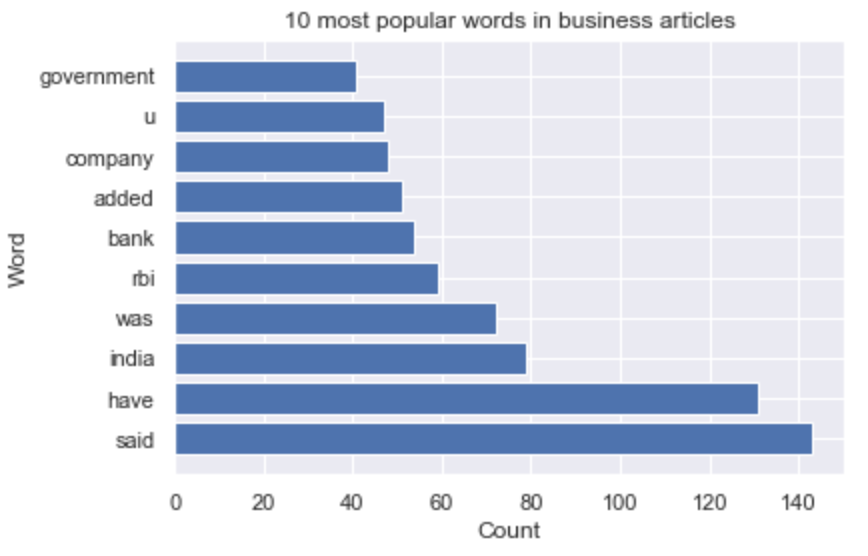 10 most popular words in business articles
government
u
company
added
bank
rbi
was
india
have
said
Word
0 20 40 60 80 100 120 140
Count